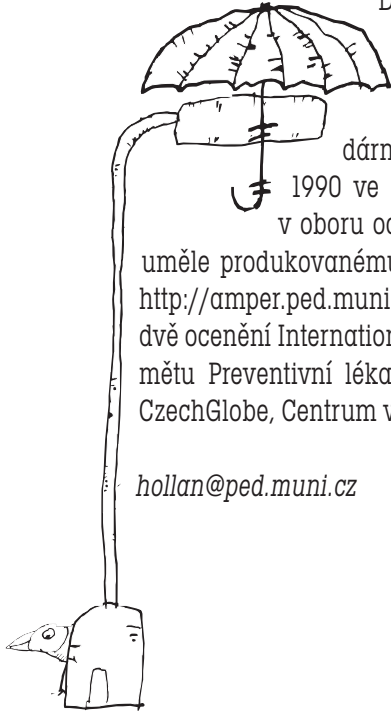 dárn
1990 ve
v oboru oc
uměle produkovanému
http://amper.ped.muni
dvě ocenění Internation
mětu Preventivní léka
CzechGlobe, Centrum v
hollan@ped.muni.cz